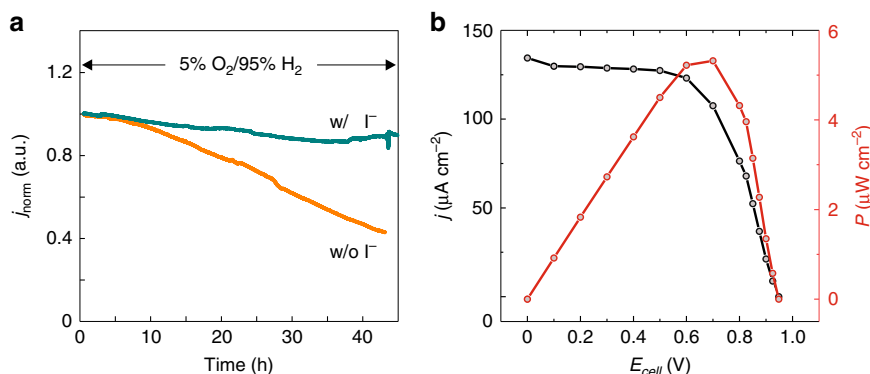 a
5% O₂/95% H₂
w/ I⁻
w/o I⁻
1.2
0.8
0.4
0
j_norm (a.u.)
0 10 20 30 40
Time (h)
b
150
100
50
0
j (µA cm⁻²)
6
4
2
0
P (µW cm⁻²)
0 0.2 0.4 0.6 0.8 1.0
E_cell (V)